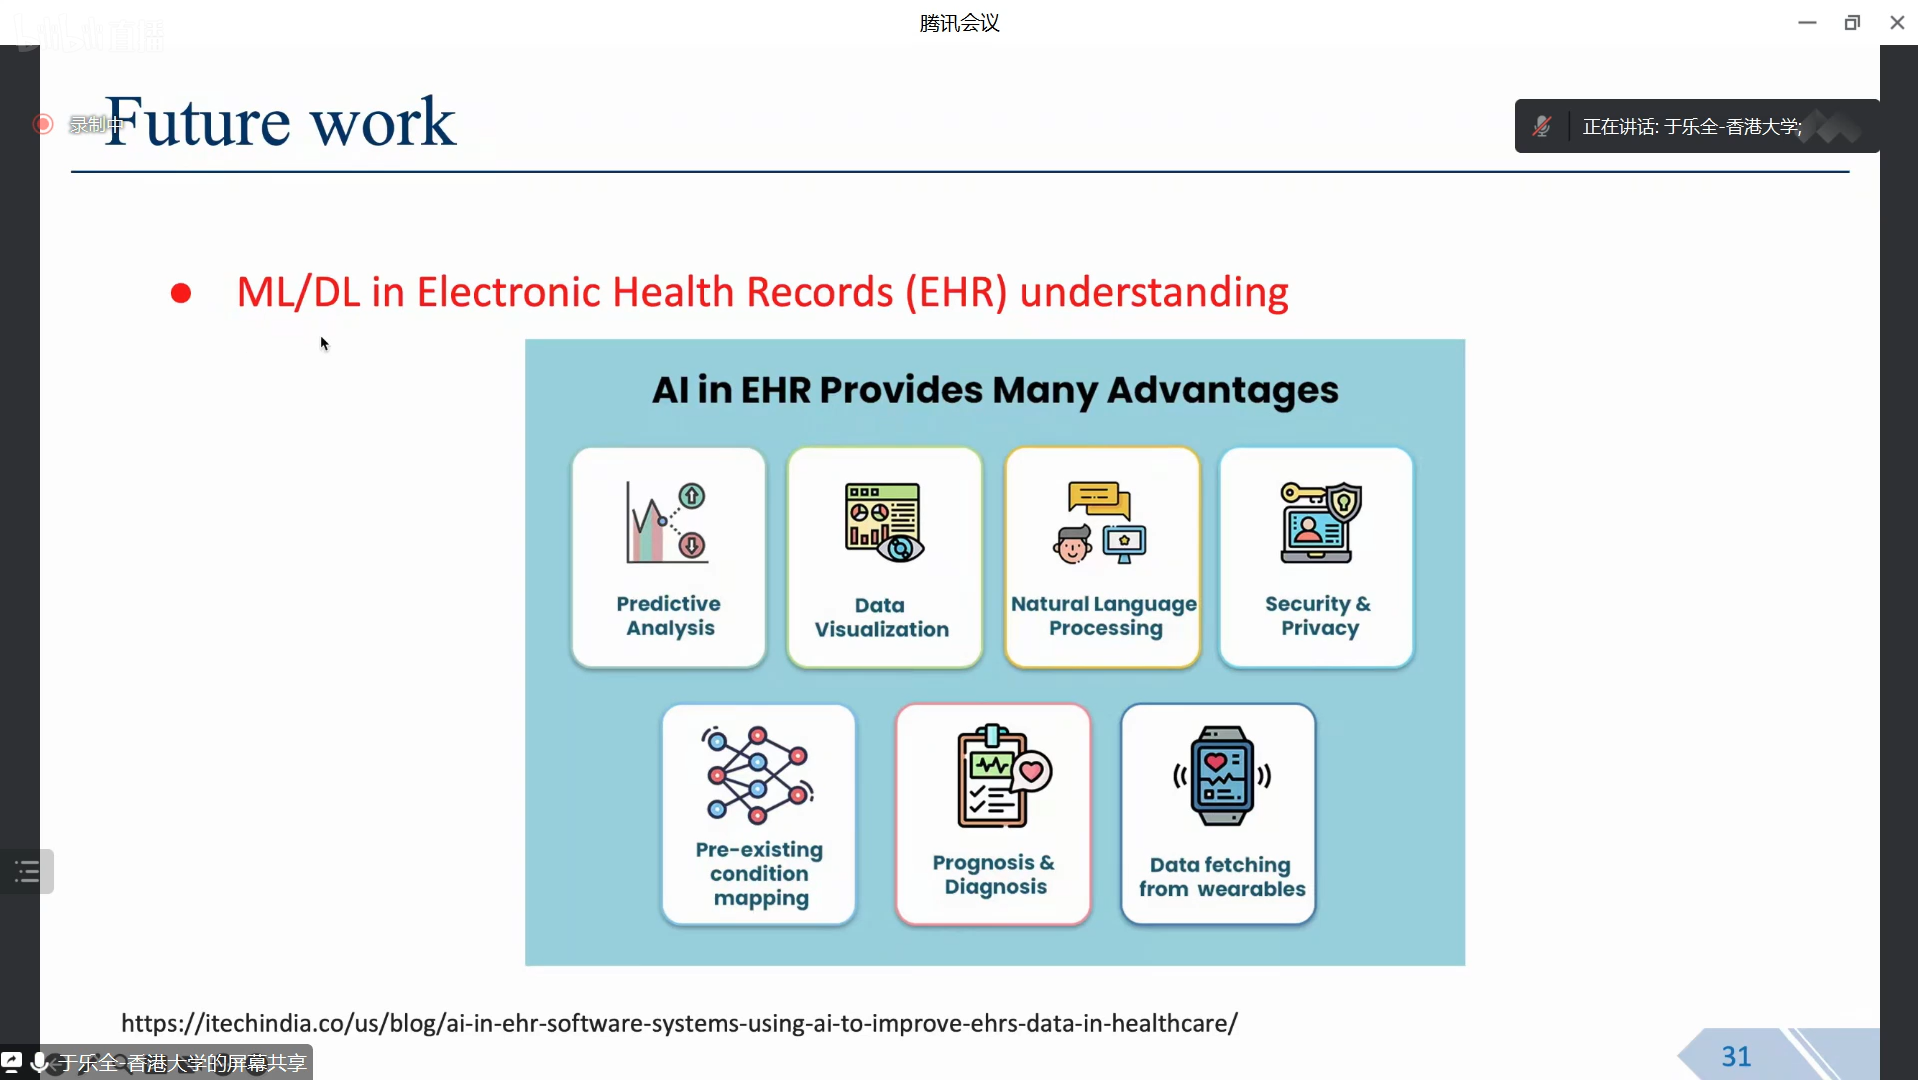 腾讯会议
bilibili 直播
Future work
录制中
正在讲话: 于乐全-香港大学;
ML/DL in Electronic Health Records (EHR) understanding
AI in EHR Provides Many Advantages
Predictive
Analysis
Data
Visualization
Natural Language
Processing
Security &
Privacy
Pre-existing
condition
mapping
Prognosis &
Diagnosis
Data fetching
from wearables
https://itechindia.co/us/blog/ai-in-ehr-software-systems-using-ai-to-improve-ehrs-data-in-healthcare/
于乐全-香港大学的屏幕共享
31